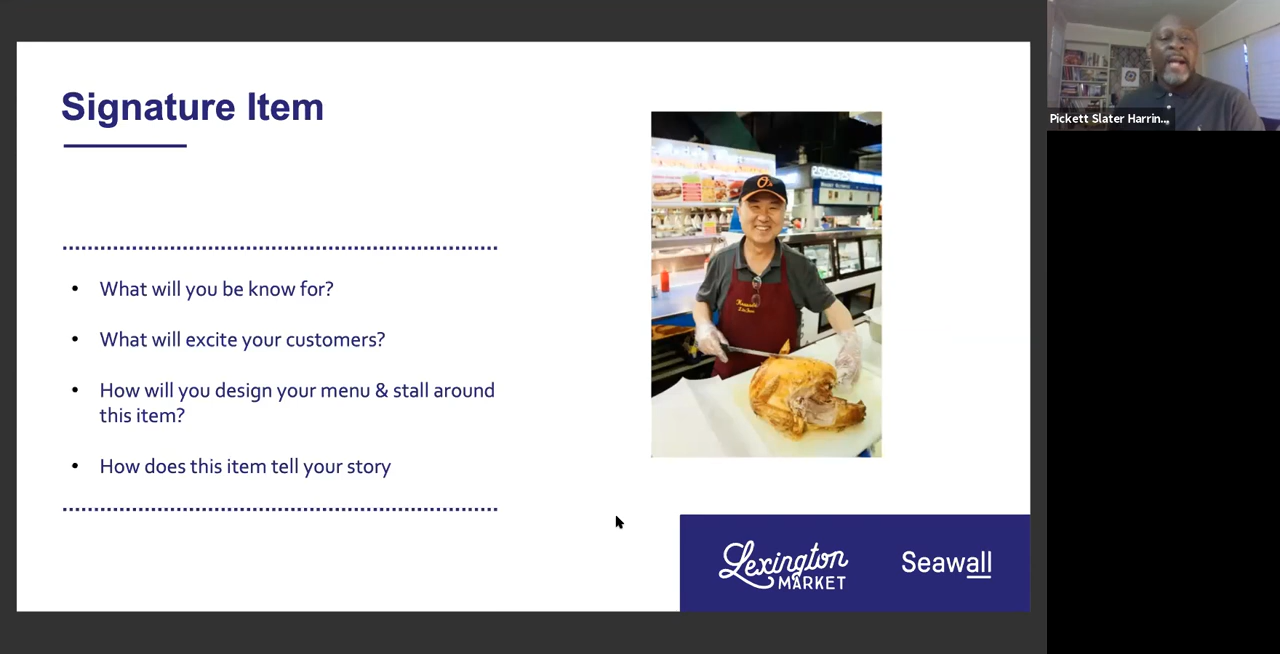 Signature Item
What will you be know for?
What will excite your customers?
How will you design your menu & stall around
this item?
How does this item tell your story
Lexington
MARKET
Seawall
Pickett Slater Harrin...